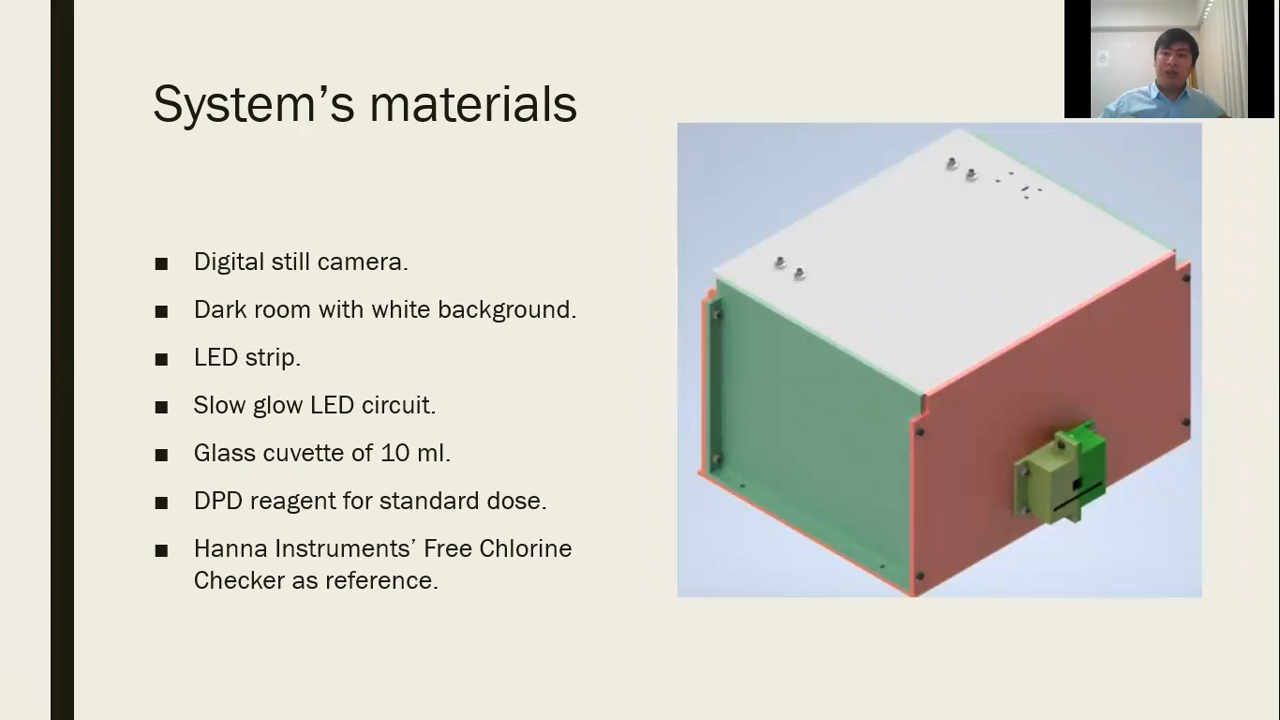 System’s materials
■ Digital still camera.
■ Dark room with white background.
■ LED strip.
■ Slow glow LED circuit.
■ Glass cuvette of 10 ml.
■ DPD reagent for standard dose.
■ Hanna Instruments’ Free Chlorine
Checker as reference.